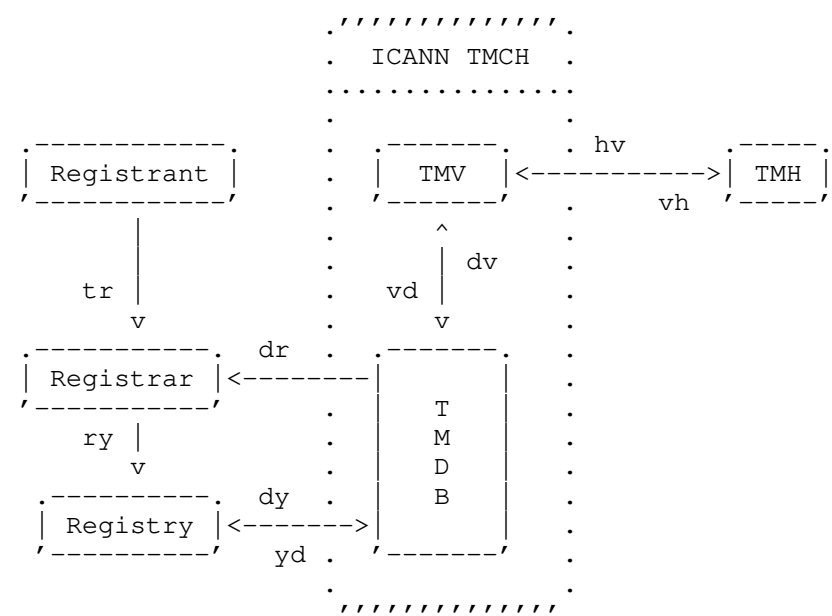 ICANN TMCH
hv
Registrant TMV TMH
vh
dv
tr vd
dr
Registrar
T
ry M
D
dy B
Registry
yd